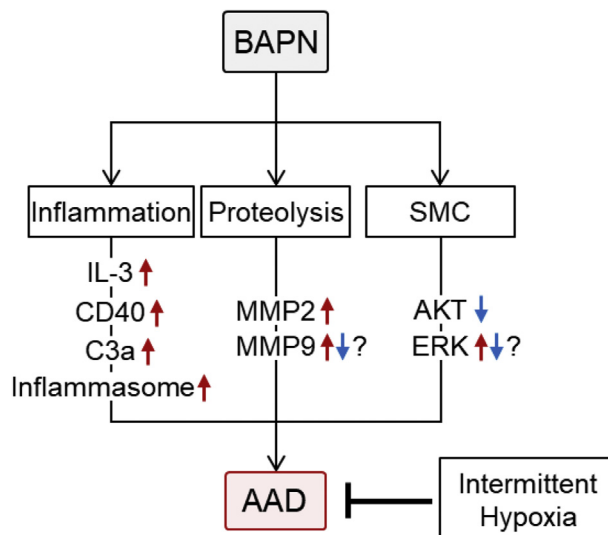 BAPN
Inflammation
Proteolysis
SMC
IL-3 ↑
CD40 ↑
C3a ↑
Inflammasome ↑
MMP2 ↑
MMP9 ↑↓?
AKT ↓
ERK ↑↓?
AAD
Intermittent
Hypoxia